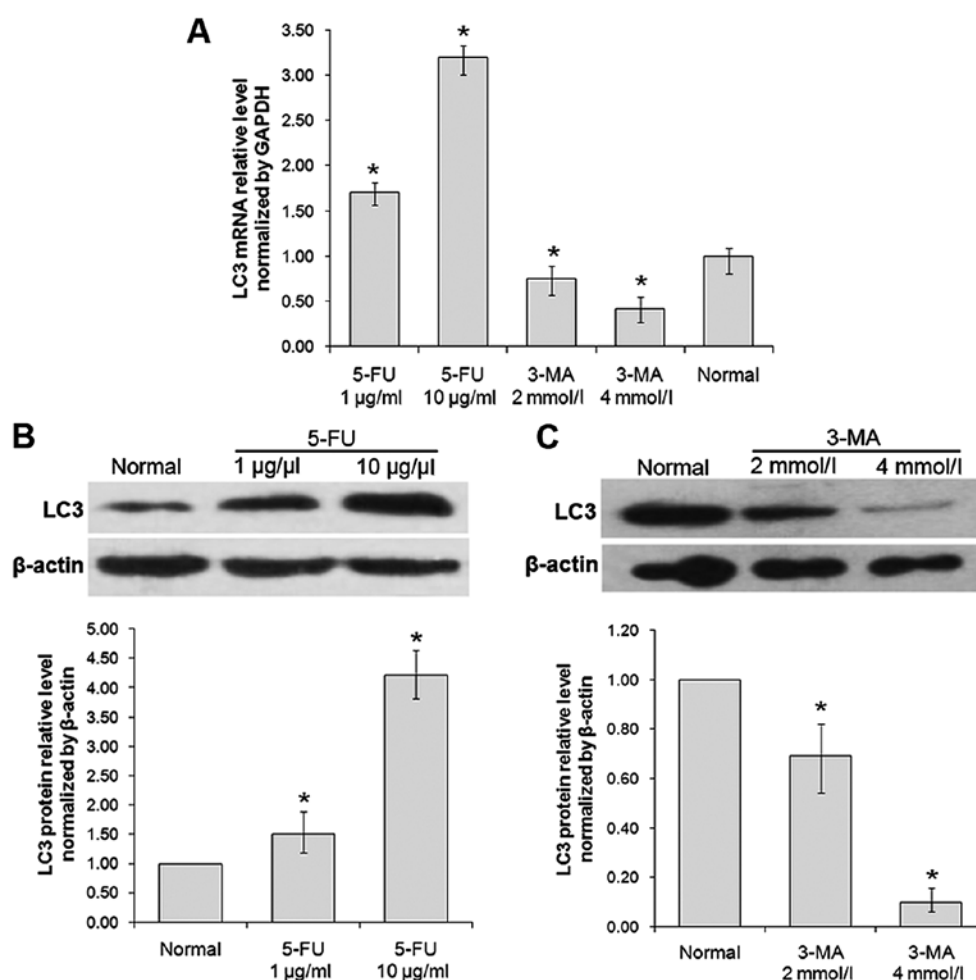 A
LC3 mRNA relative level
normalized by GAPDH
3.50
3.00
2.50
2.00
1.50
1.00
0.50
0.00
*
*
*
*
5-FU
1 µg/ml
5-FU
10 µg/ml
3-MA
2 mmol/l
3-MA
4 mmol/l
Normal
B
5-FU
Normal
1 µg/µl
10 µg/µl
LC3
β-actin
LC3 protein relative level
normalized by β-actin
5.00
4.50
4.00
3.50
3.00
2.50
2.00
1.50
1.00
0.50
0.00
*
*
Normal
5-FU
1 µg/ml
5-FU
10 µg/ml
C
3-MA
Normal
2 mmol/l
4 mmol/l
LC3
β-actin
LC3 protein relative level
normalized by β-actin
1.20
1.00
0.80
0.60
0.40
0.20
0.00
*
*
Normal
3-MA
2 mmol/l
3-MA
4 mmol/l